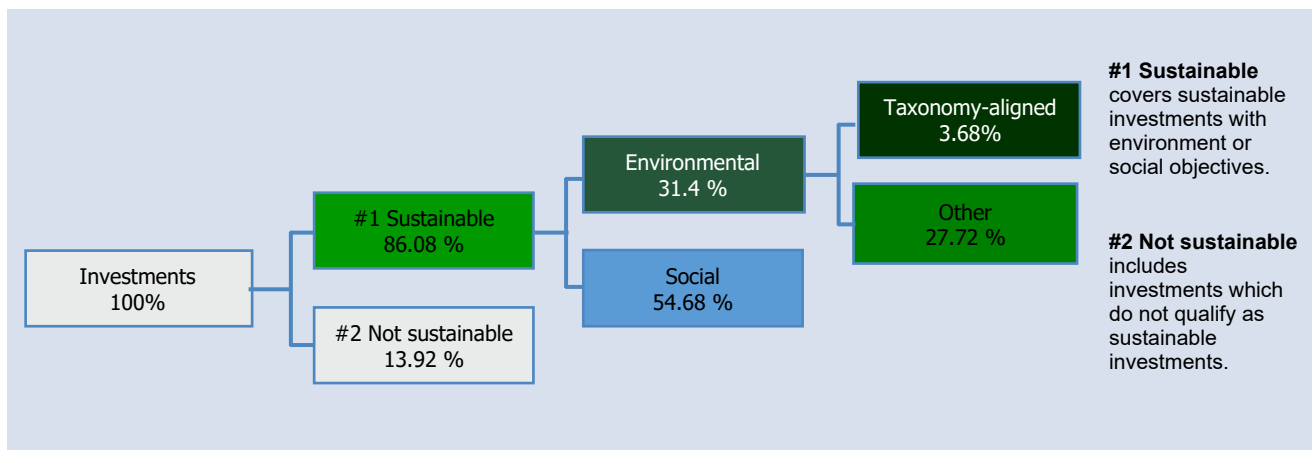 Investments
100%
#1 Sustainable
86.08 %
#2 Not sustainable
13.92 %
Environmental
31.4 %
Social
54.68 %
Taxonomy-aligned
3.68%
Other
27.72 %
#1 Sustainable
covers sustainable
investments with
environment or
social objectives.
#2 Not sustainable
includes
investments which
do not qualify as
sustainable
investments.